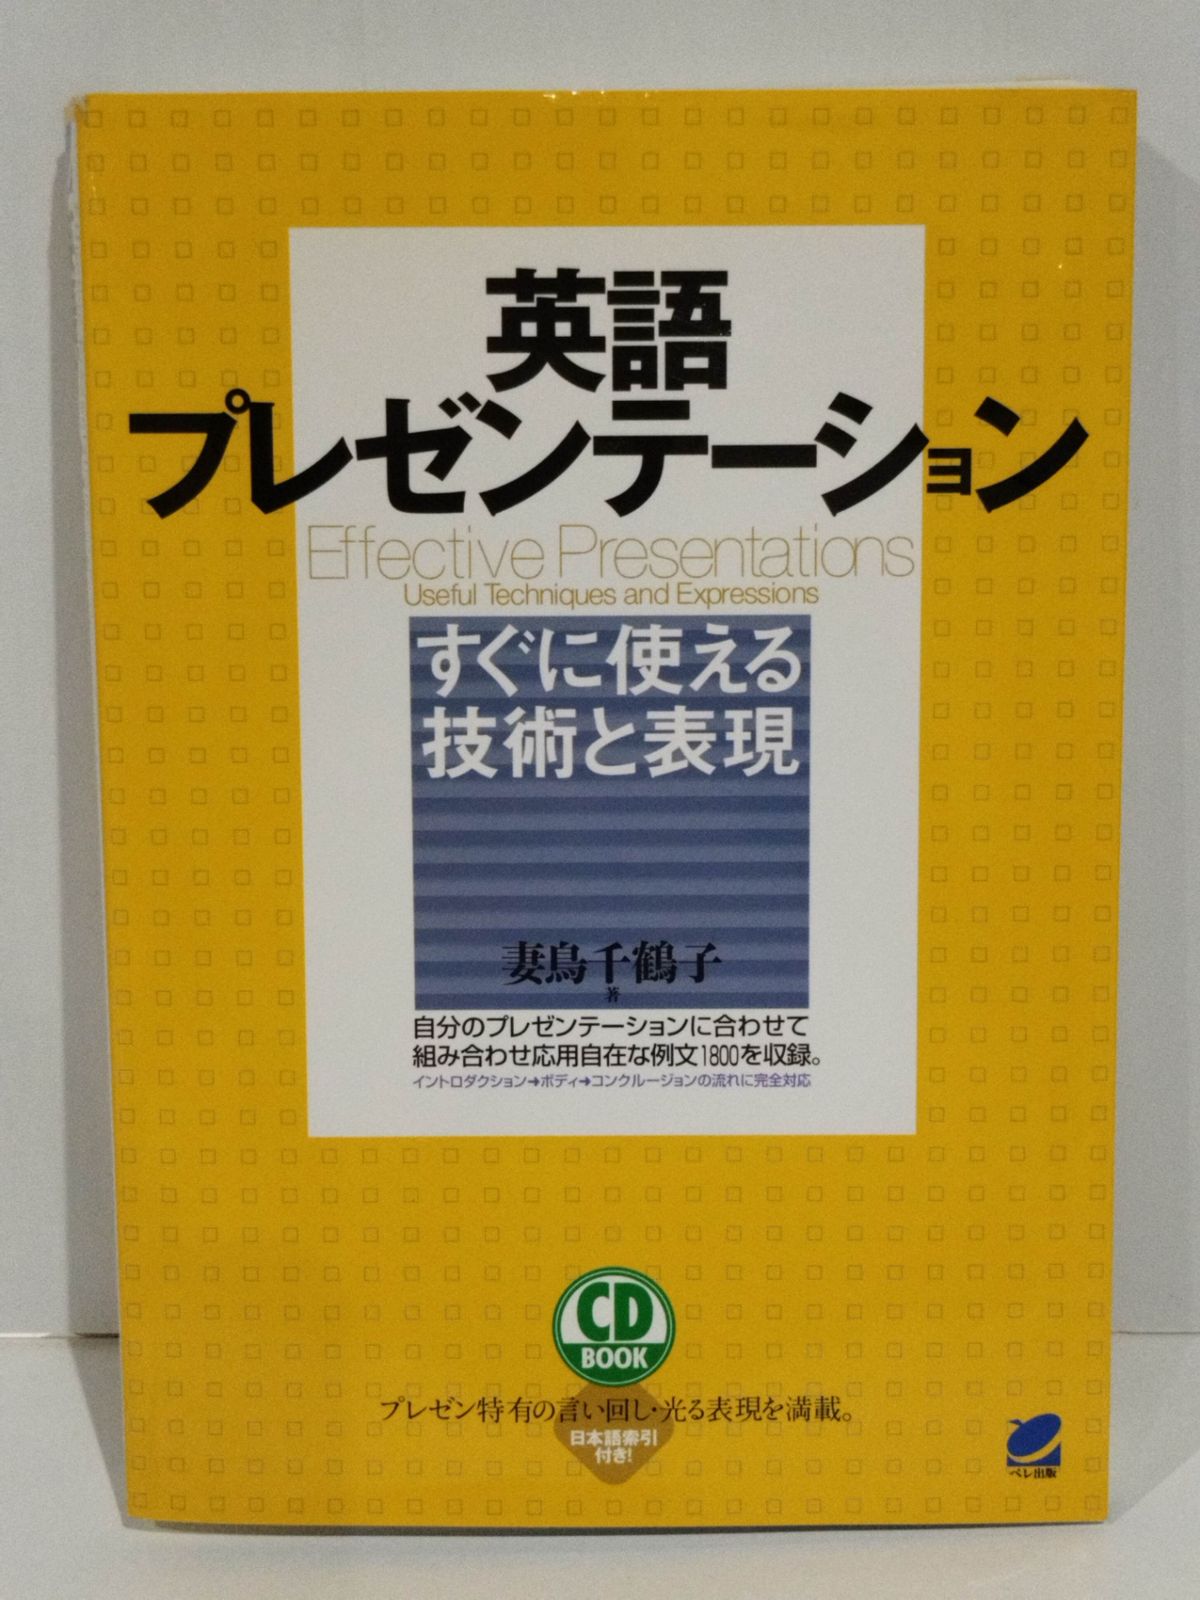 英語
プレゼンテーション
Effective Presentations
Useful Techniques and Expressions
すぐに使える
技術と表現
妻鳥千鶴子
著
自分のプレゼンテーションに合わせて
組み合わせ応用自在な例文1800を収録。
イントロダクション➔ボディ➔コンクルージョンの流れに完全対応
CD
BOOK
プレゼン特有の言い回し・光る表現を満載。
日本語索引
付き!
ベレ出版